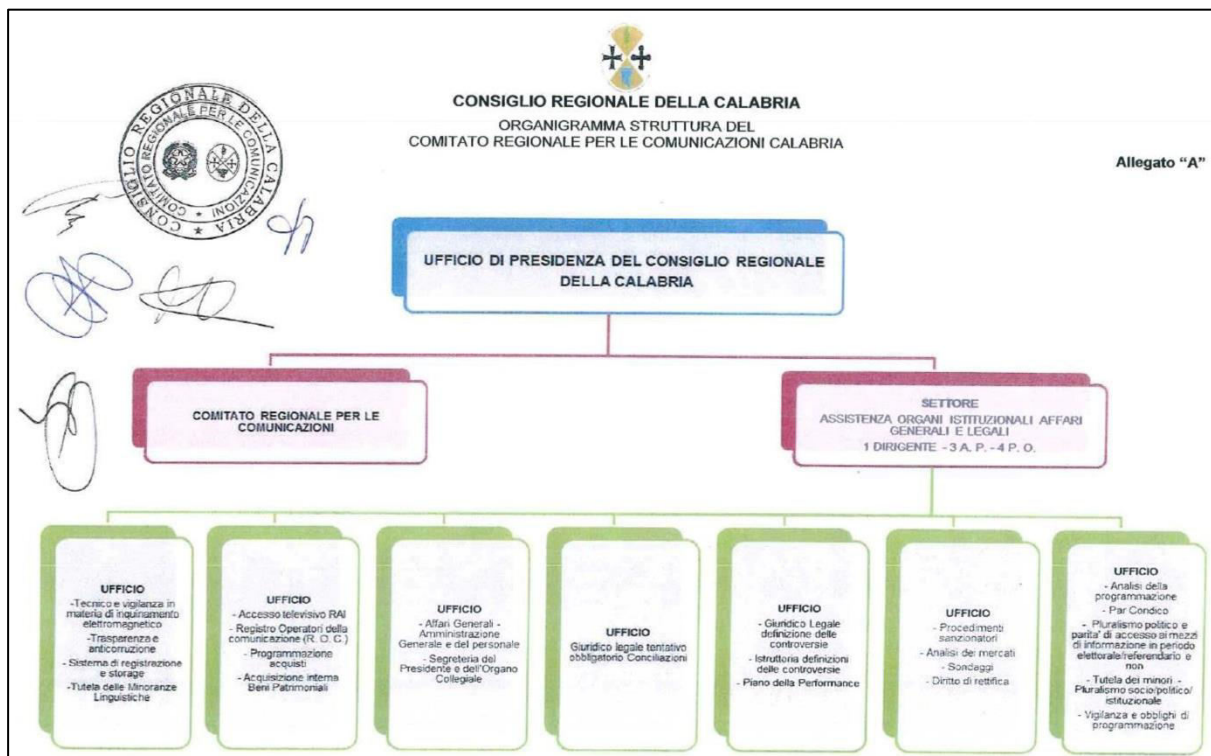 CONSIGLIO REGIONALE DELLA CALABRIA
ORGANIGRAMMA STRUTTURA DEL
COMITATO REGIONALE PER LE COMUNICAZIONI CALABRIA
CONSIGLIO REGIONALE DELLA CALABRIA
COMITATO REGIONALE PER LE COMUNICAZIONI
Allegato “A”
UFFICIO DI PRESIDENZA DEL CONSIGLIO REGIONALE
DELLA CALABRIA
COMITATO REGIONALE PER LE
COMUNICAZIONI
SETTORE
ASSISTENZA ORGANI ISTITUZIONALI AFFARI
GENERALI E LEGALI
1 DIRIGENTE - 3 A. P. - 4 P. O.
UFFICIO
-Tecnico e vigilanza in
materia di inquinamento
elettromagnetico
-Trasparenza e
anticorruzione
- Sistema di registrazione
e storage
-Tutela delle Minoranze
Linguistiche
UFFICIO
- Accesso televisivo RAI
- Registro Operatori della
comunicazione (R. O. C.)
- Programmazione
acquisti
- Acquisizione interna
Beni Patrimoniali
UFFICIO
- Affari Generali -
Amministrazione
Generale e del personale
- Segreteria del
Presidente e dell'Organo
Collegiale
UFFICIO
Giuridico legale tentativo
obbligatorio Conciliazioni
UFFICIO
- Giuridico Legale
definizione delle
controversie
- Istruttoria definizioni
delle controversie
- Piano della Performance
UFFICIO
- Procedimenti
sanzionatori
- Analisi dei mercati
- Sondaggi
- Diritto di rettifica
UFFICIO
- Analisi della
programmazione
- Par Condico
- Pluralismo politico e
parita' di accesso ai mezzi
di informazione in periodo
elettorale/referendario e
non
- Tutela dei minori -
Pluralismo socio/politico/
istituzionale
- Vigilanza e obblighi di
programmazione